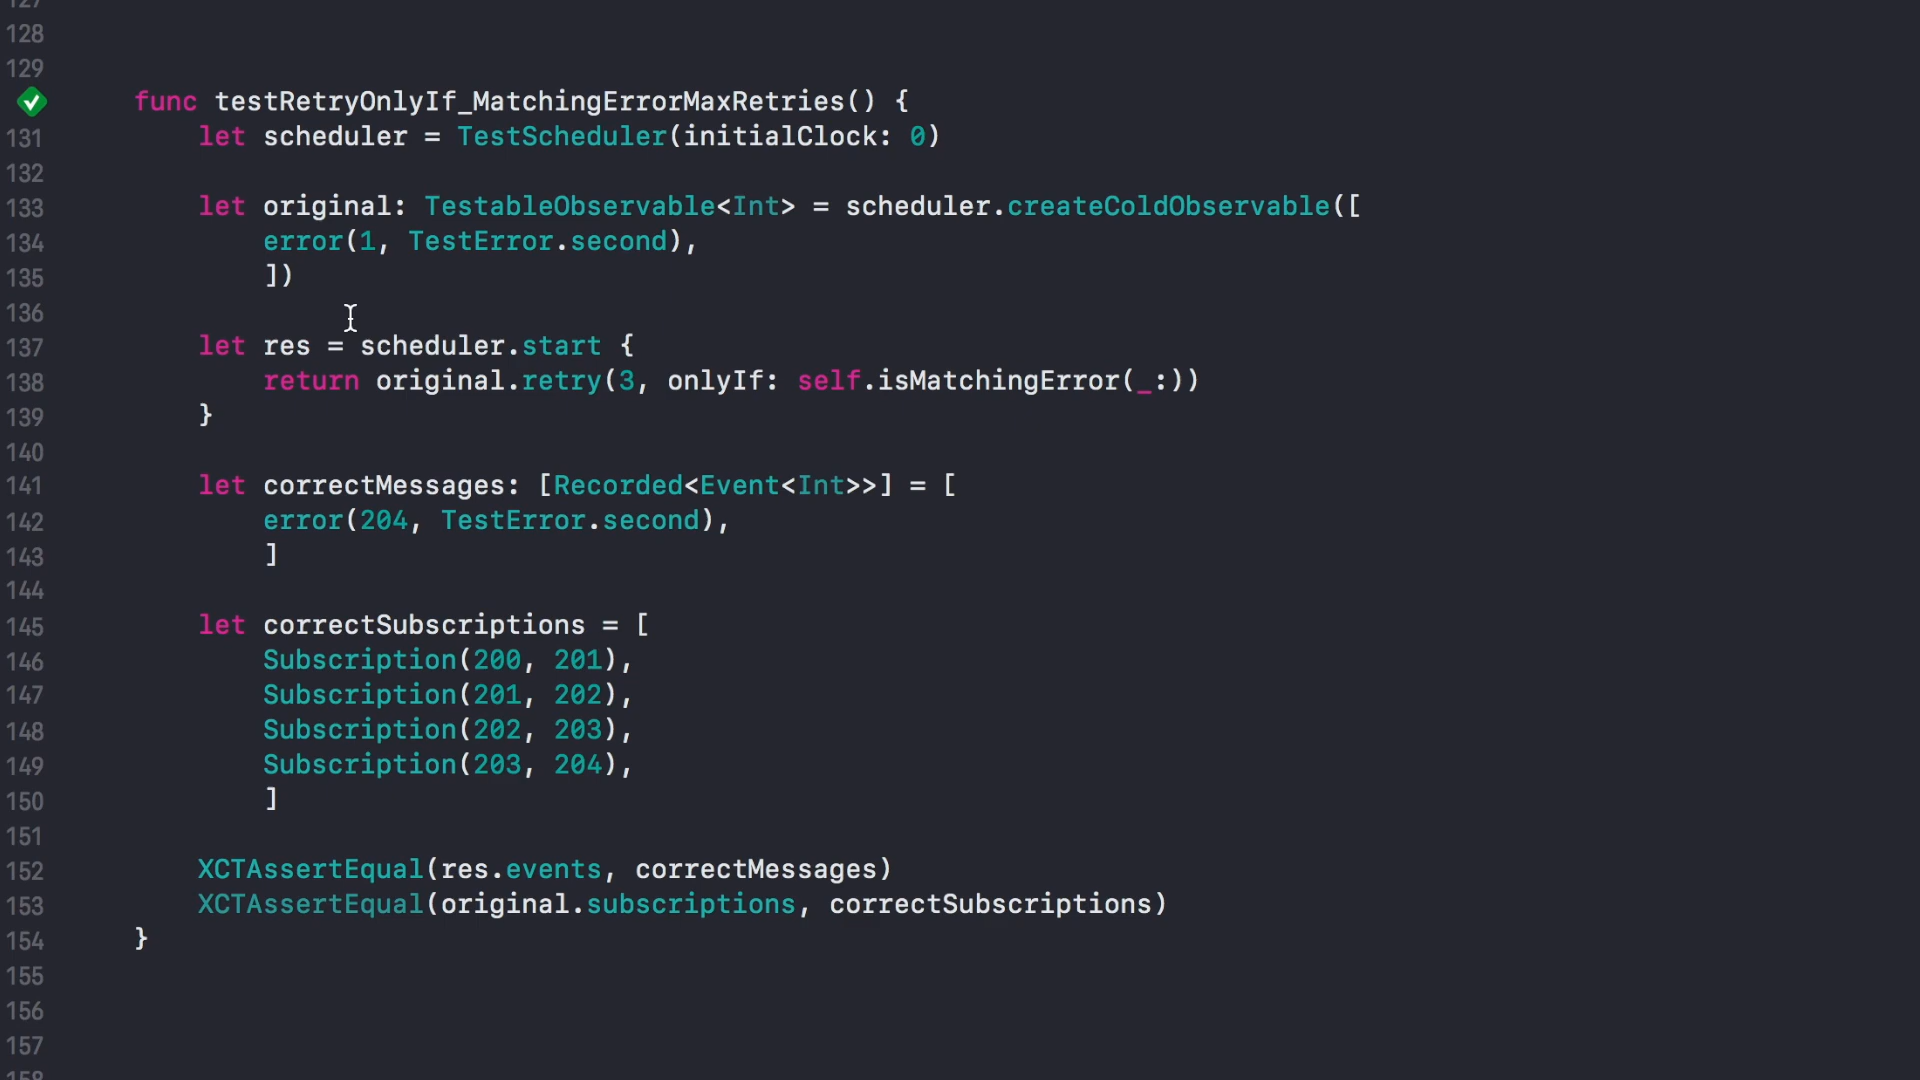 127
128
129
func testRetryOnlyIf_MatchingErrorMaxRetries() {
131 let scheduler = TestScheduler(initialClock: 0)
132
133 let original: TestableObservable<Int> = scheduler.createColdObservable([
134 error(1, TestError.second),
135 ])
136
137 let res = scheduler.start {
138 return original.retry(3, onlyIf: self.isMatchingError(_:))
139 }
140
141 let correctMessages: [Recorded<Event<Int>>] = [
142 error(204, TestError.second),
143 ]
144
145 let correctSubscriptions = [
146 Subscription(200, 201),
147 Subscription(201, 202),
148 Subscription(202, 203),
149 Subscription(203, 204),
150 ]
151
152 XCTAssertEqual(res.events, correctMessages)
153 XCTAssertEqual(original.subscriptions, correctSubscriptions)
154 }
155
156
157
158